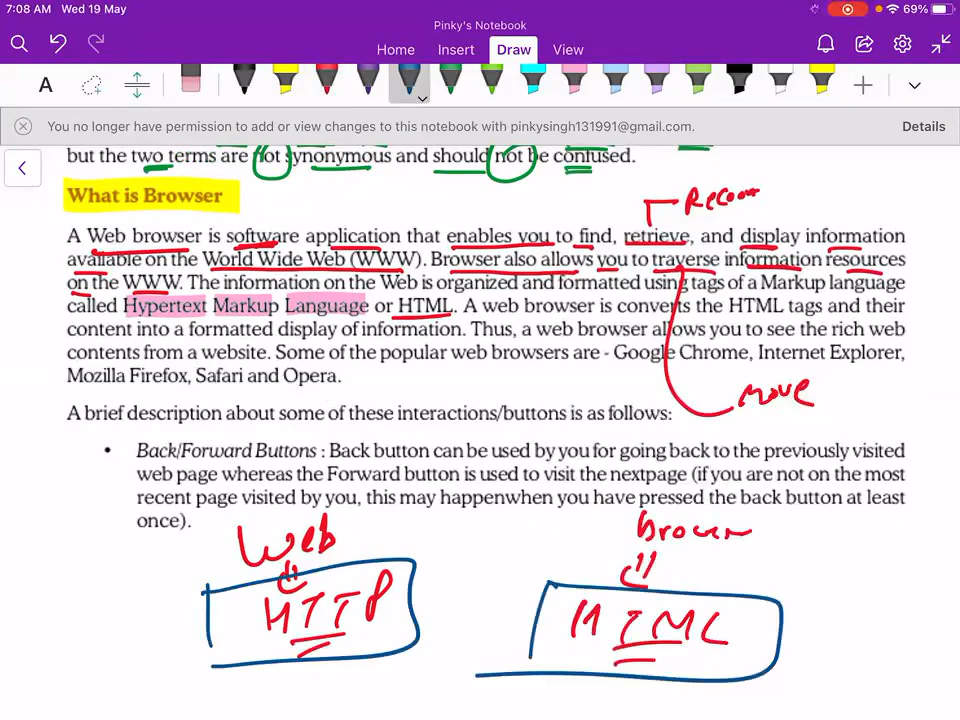 7:08 AM Wed 19 May
69%
Pinky's Notebook
Home Insert Draw View
A
You no longer have permission to add or view changes to this notebook with pinkysingh131991@gmail.com.
Details
but the two terms are not synonymous and should not be confused.
What is Browser
A Web browser is software application that enables you to find, retrieve, and display information
available on the World Wide Web (WWW). Browser also allows you to traverse information resources
on the WWW. The information on the Web is organized and formatted using tags of a Markup language
called Hypertext Markup Language or HTML. A web browser is converts the HTML tags and their
content into a formatted display of information. Thus, a web browser allows you to see the rich web
contents from a website. Some of the popular web browsers are - Google Chrome, Internet Explorer,
Mozilla Firefox, Safari and Opera.
move
A brief description about some of these interactions/buttons is as follows:
• Back/Forward Buttons : Back button can be used by you for going back to the previously visited
web page whereas the Forward button is used to visit the nextpage (if you are not on the most
recent page visited by you, this may happenwhen you have pressed the back button at least
once).
Web
HTTP
HTML